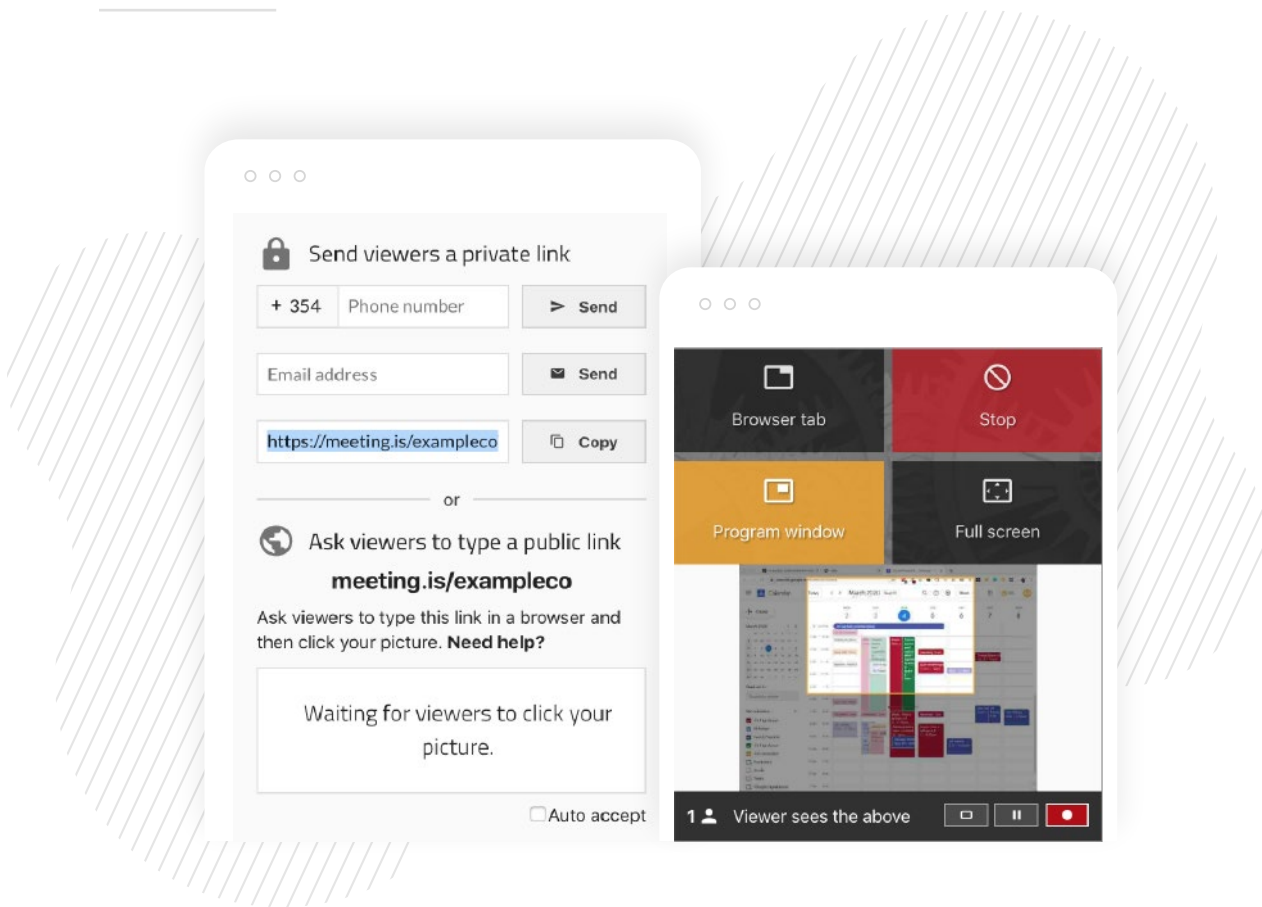 Send viewers a private link
+ 354 Phone number Send
Email address Send
https://meeting.is/exampleco Copy
or
Ask viewers to type a public link
meeting.is/exampleco
Ask viewers to type this link in a browser and
then click your picture. Need help?
Waiting for viewers to click your
picture.
Auto accept
Browser tab
Stop
Program window
Full screen
Calendar
March 2020
1 Viewer sees the above